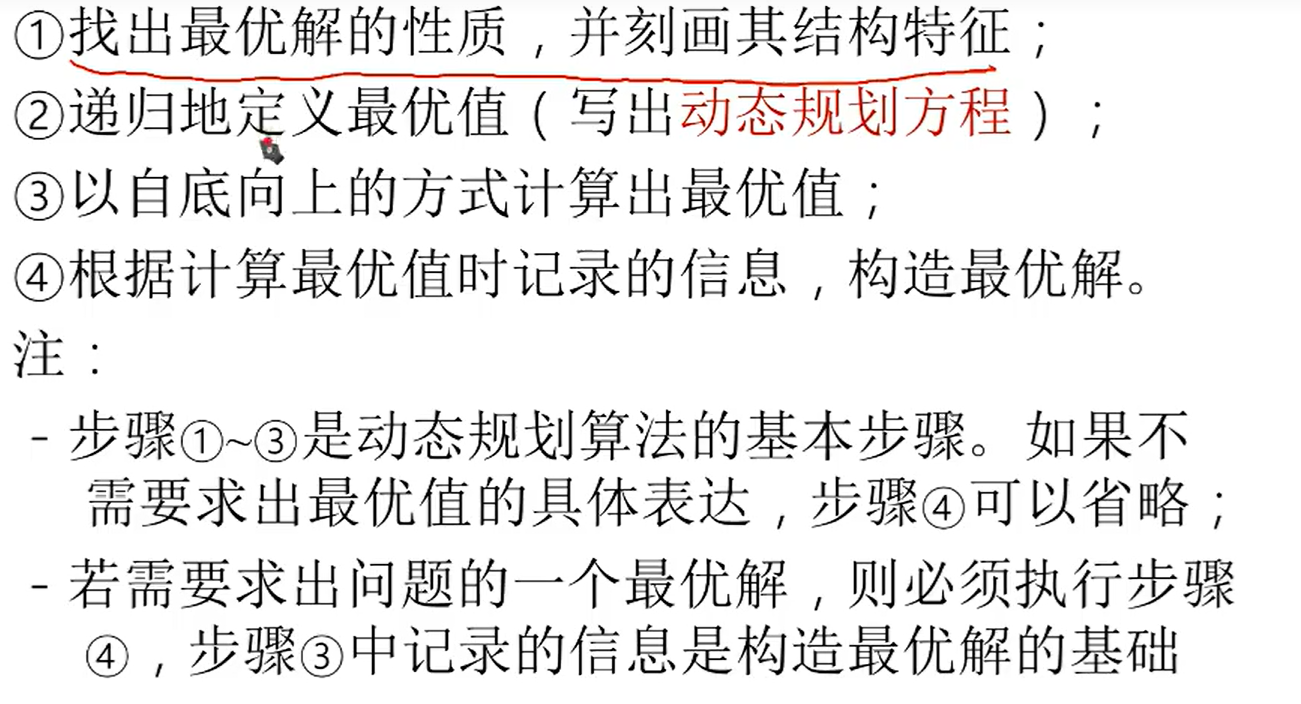 ①找出最优解的性质，并刻画其结构特征；
②递归地定义最优值（写出动态规划方程）；
③以自底向上的方式计算出最优值；
④根据计算最优值时记录的信息，构造最优解。
注：
- 步骤①~③是动态规划算法的基本步骤。如果不
需要求出最优值的具体表达，步骤④可以省略；
- 若需要求出问题的一个最优解，则必须执行步骤
④，步骤③中记录的信息是构造最优解的基础